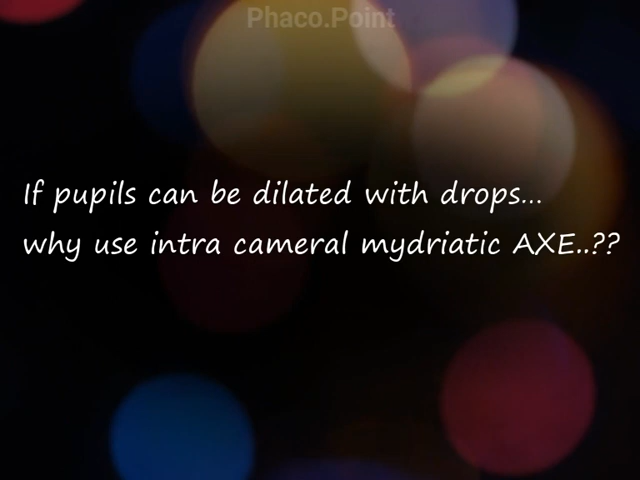 Phaco.Point
If pupils can be dilated with drops...
why use intra cameral mydriatic AXE..??